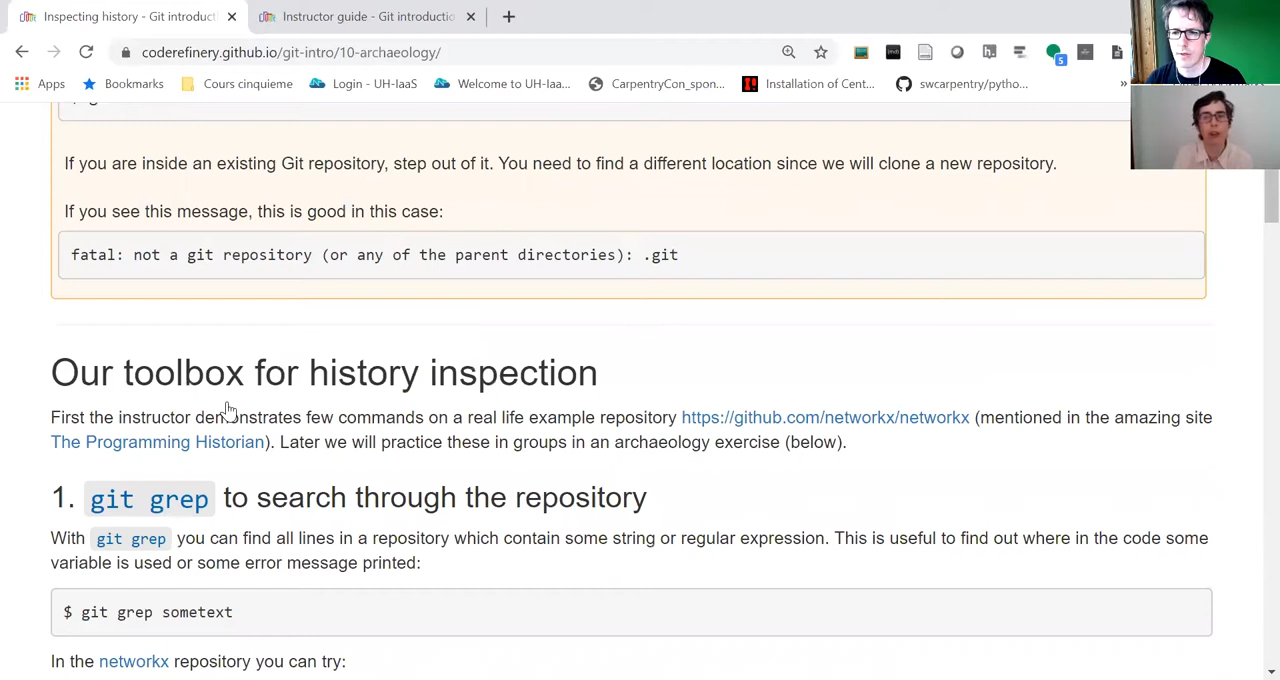 Inspecting history - Git introduct
Instructor guide - Git introductio
coderefinery.github.io/git-intro/10-archaeology/
5
Apps
Bookmarks
Cours cinquieme
Login - UH-IaaS
Welcome to UH-Iaa...
CarpentryCon_spon...
Installation of Cent...
swcarpentry/pytho...
»
If you are inside an existing Git repository, step out of it. You need to find a different location since we will clone a new repository.
If you see this message, this is good in this case:
fatal: not a git repository (or any of the parent directories): .git
Our toolbox for history inspection
First the instructor demonstrates few commands on a real life example repository https://github.com/networkx/networkx (mentioned in the amazing site
The Programming Historian). Later we will practice these in groups in an archaeology exercise (below).
1. git grep to search through the repository
With git grep you can find all lines in a repository which contain some string or regular expression. This is useful to find out where in the code some
variable is used or some error message printed:
$ git grep sometext
In the networkx repository you can try: